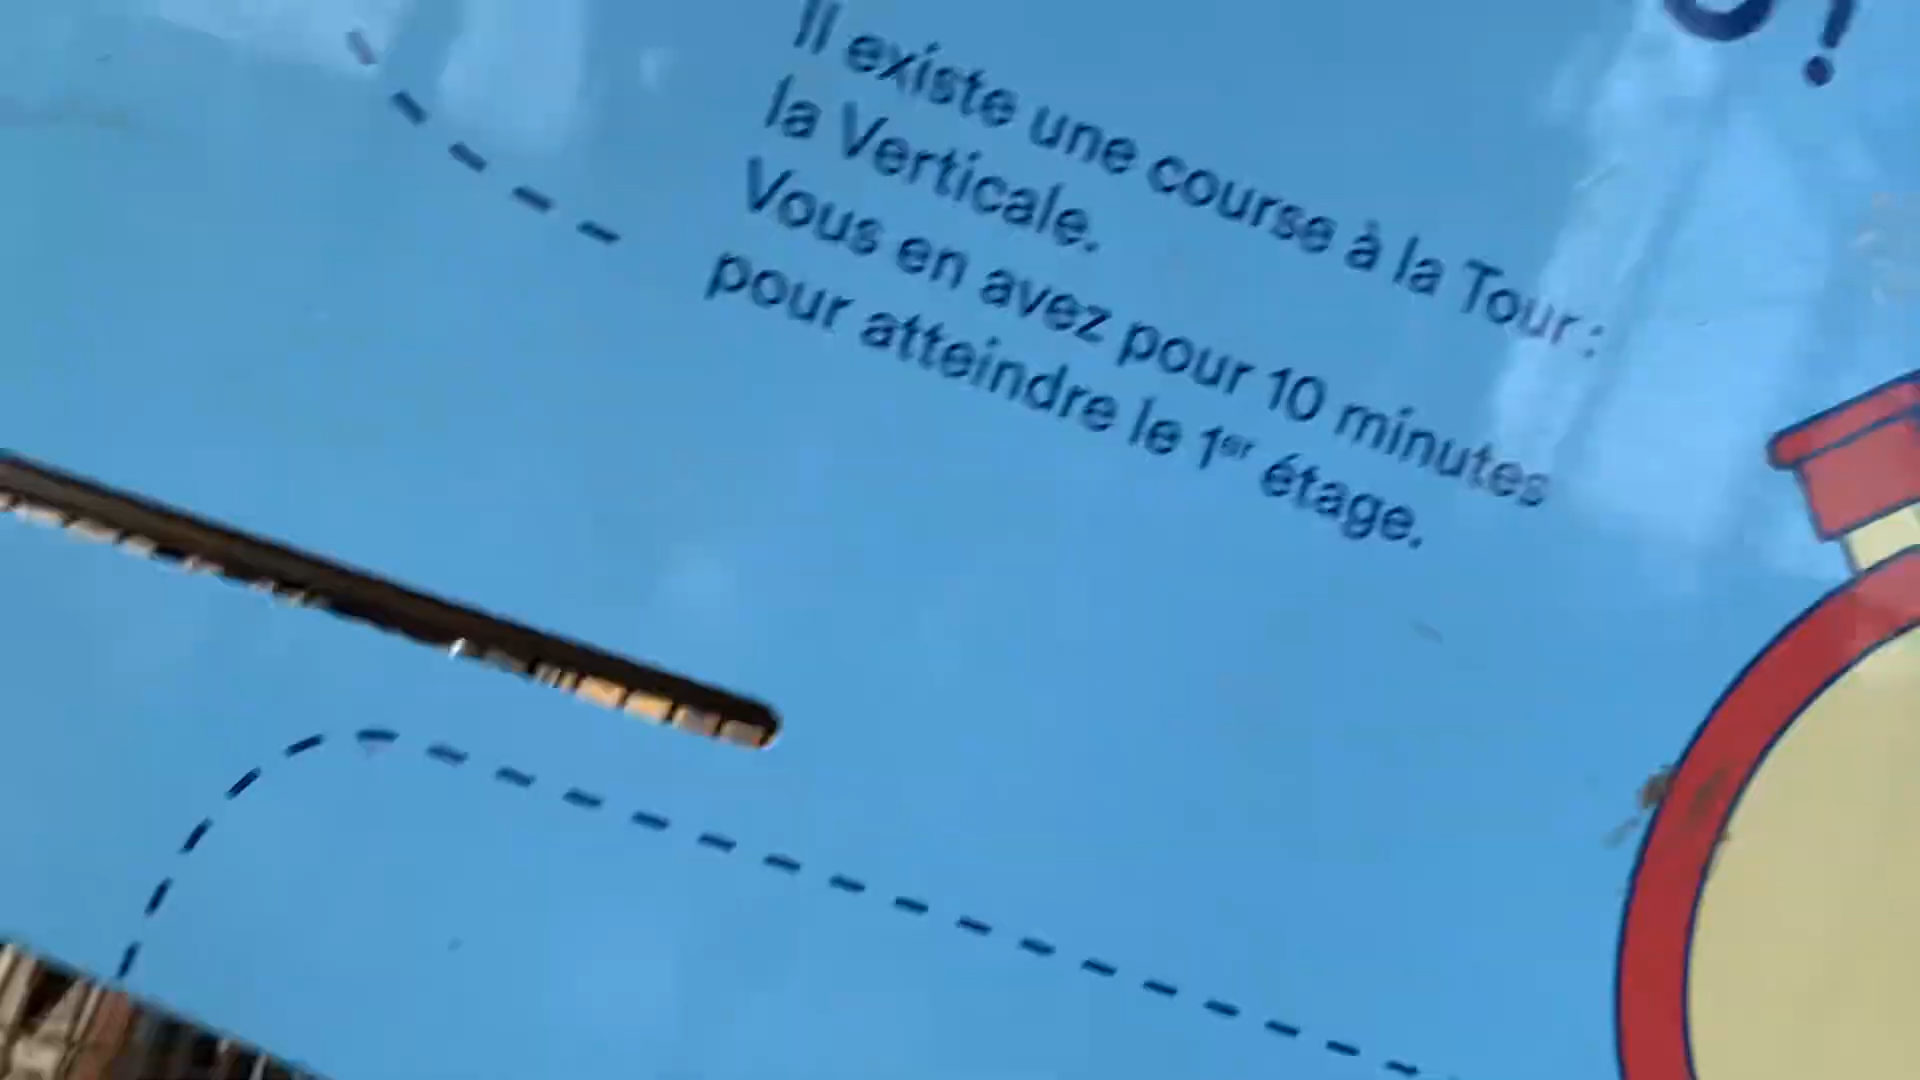 Il existe une course à la Tour :
la Verticale.
Vous en avez pour 10 minutes
pour atteindre le 1er étage.